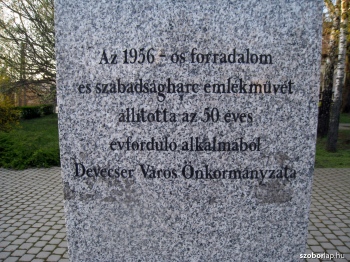 Az 1956 - os forradalom
és szabadságharc emlékművét
állította az 50 éves
évforduló alkalmából
Devecser Város Önkormányzata
szoborlap.hu